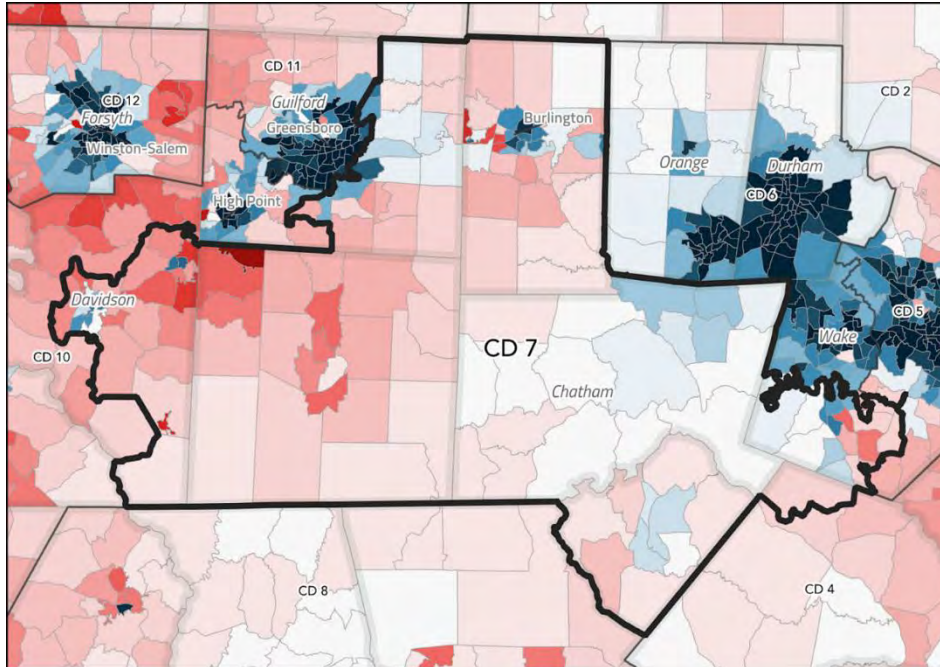 CD 11
CD 12
Guilford
CD 2
Forsyth
Greensboro
Burlington
Winston-Salem
Orange
Durham
CD 6
High Point
Davidson
CD 5
Wake
CD 10
CD 7
Chatham
CD 8
CD 4